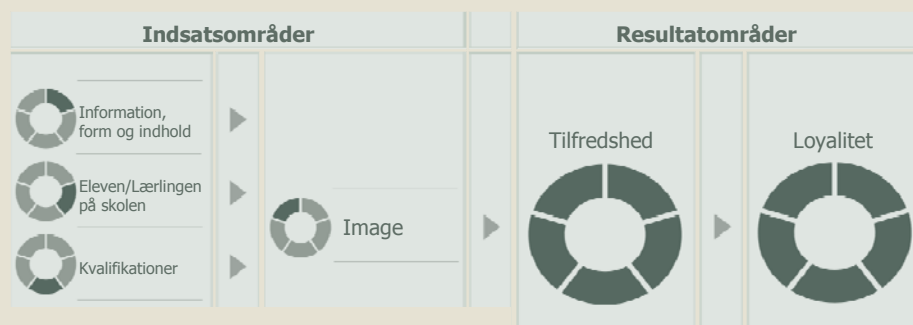 Indsatsområder
Resultatområder
Information,
form og indhold
Eleven/Lærlingen
på skolen
Kvalifikationer
Image
Tilfredshed
Loyalitet